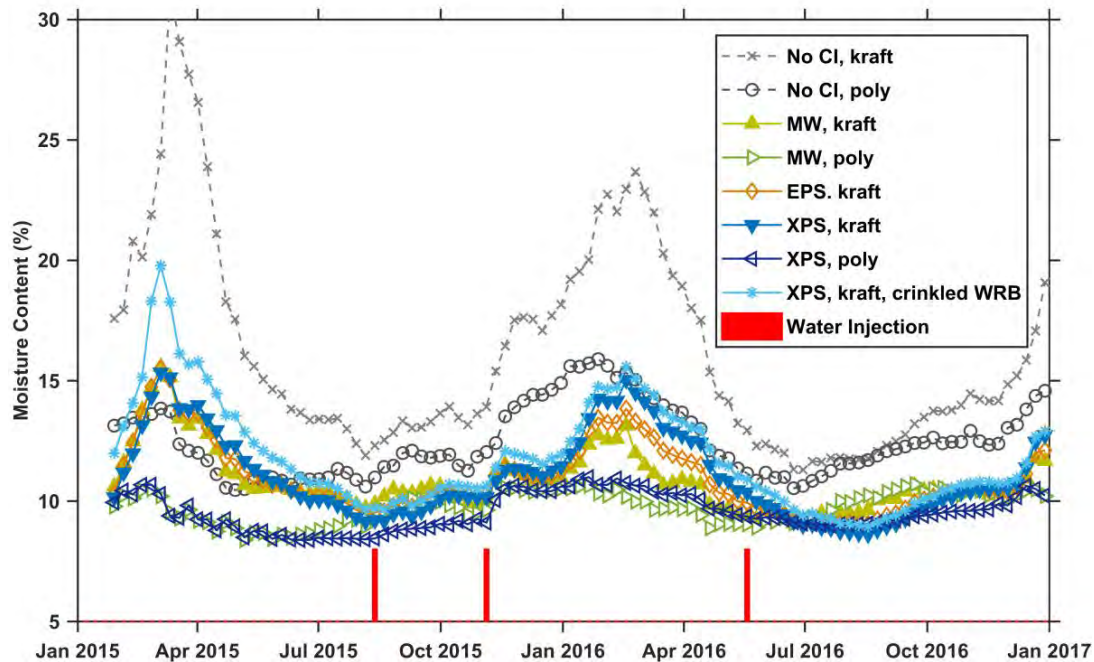 30
25
20
15
10
5
Moisture Content (%)
No CI, kraft
No CI, poly
MW, kraft
MW, poly
EPS. kraft
XPS, kraft
XPS, poly
XPS, kraft, crinkled WRB
Water Injection
Jan 2015 Apr 2015 Jul 2015 Oct 2015 Jan 2016 Apr 2016 Jul 2016 Oct 2016 Jan 2017